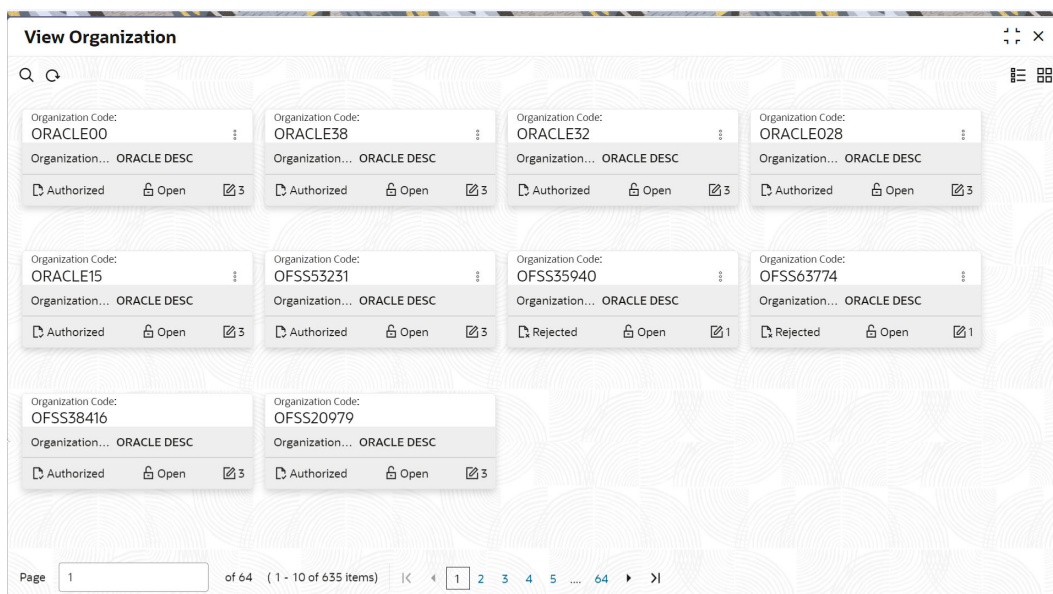 View Organization
Organization Code: Organization Code: Organization Code: Organization Code:
ORACLE00 ORACLE38 ORACLE32 ORACLE028
Organization... ORACLE DESC Organization... ORACLE DESC Organization... ORACLE DESC Organization... ORACLE DESC
Authorized Open 3 Authorized Open 3 Authorized Open 3 Authorized Open 3
Organization Code: Organization Code: Organization Code: Organization Code:
ORACLE15 OFSS53231 OFSS35940 OFSS63774
Organization... ORACLE DESC Organization... ORACLE DESC Organization... ORACLE DESC Organization... ORACLE DESC
Authorized Open 3 Authorized Open 3 Rejected Open 1 Rejected Open 1
Organization Code: Organization Code:
OFSS38416 OFSS20979
Organization... ORACLE DESC Organization... ORACLE DESC
Authorized Open 3 Authorized Open 3
Page 1 of 64 ( 1 - 10 of 635 items) 1 2 3 4 5 .... 64